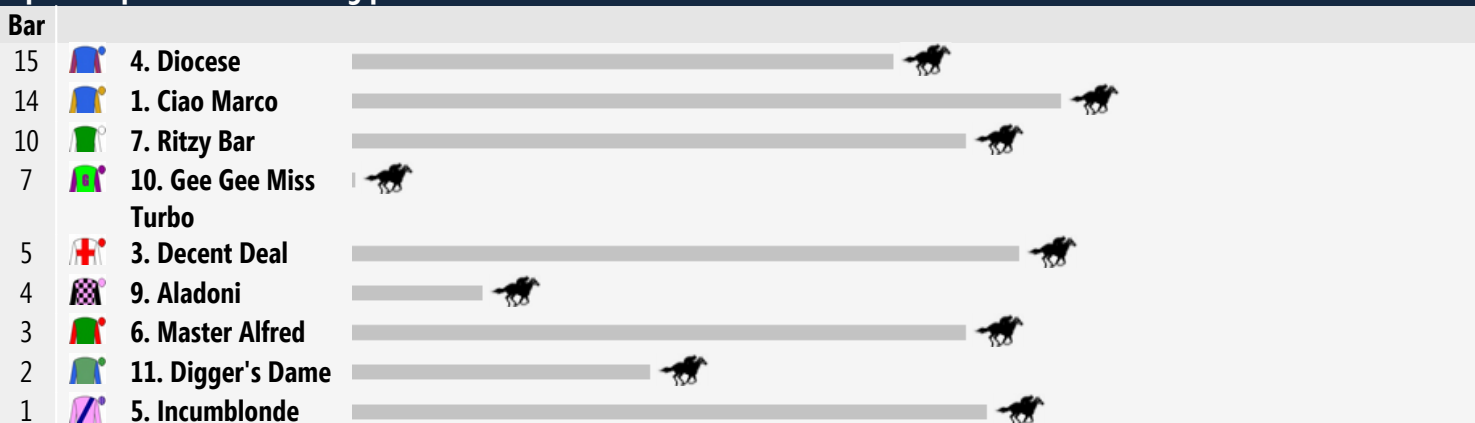 Bar
15 4. Diocese
14 1. Ciao Marco
10 7. Ritzy Bar
7 G 10. Gee Gee Miss
Turbo
5 3. Decent Deal
4 9. Aladoni
3 6. Master Alfred
2 11. Digger's Dame
1 5. Incumblonde